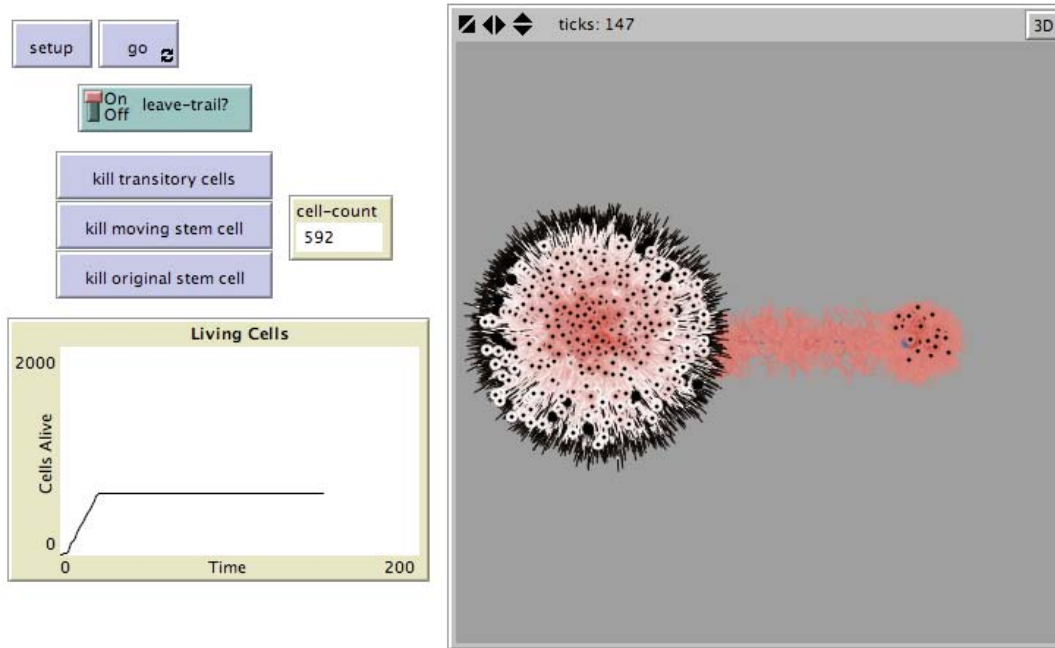 setup
go
ticks: 147
3D
On
Off
leave-trail?
kill transitory cells
kill moving stem cell
kill original stem cell
cell-count
592
Living Cells
2000
Cells Alive
0
0
Time
200